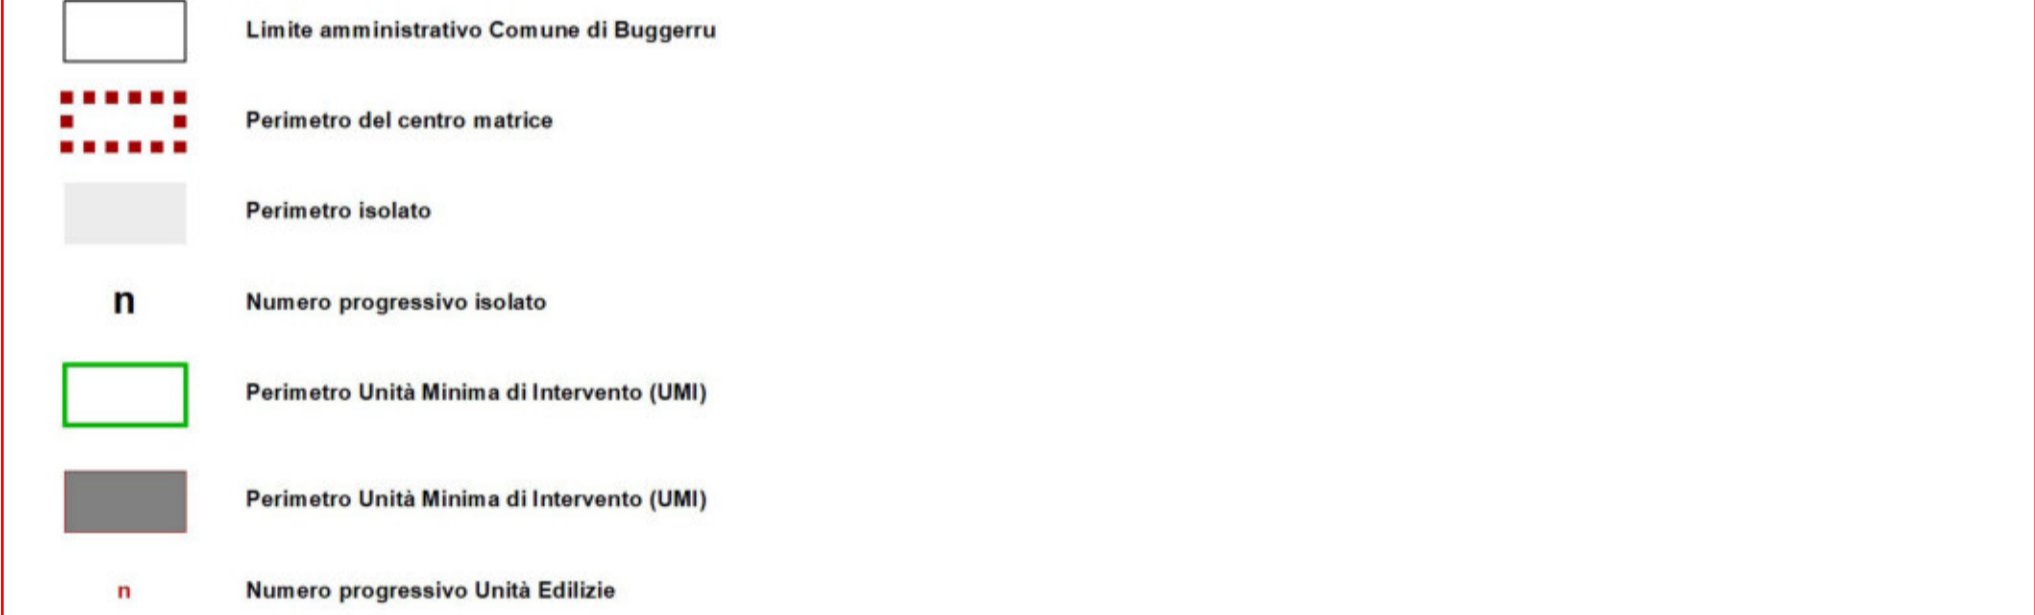 Limite amministrativo Comune di Buggerru
Perimetro del centro matrice
Perimetro isolato
n Numero progressivo isolato
Perimetro Unità Minima di Intervento (UMI)
Perimetro Unità Minima di Intervento (UMI)
n Numero progressivo Unità Edilizie